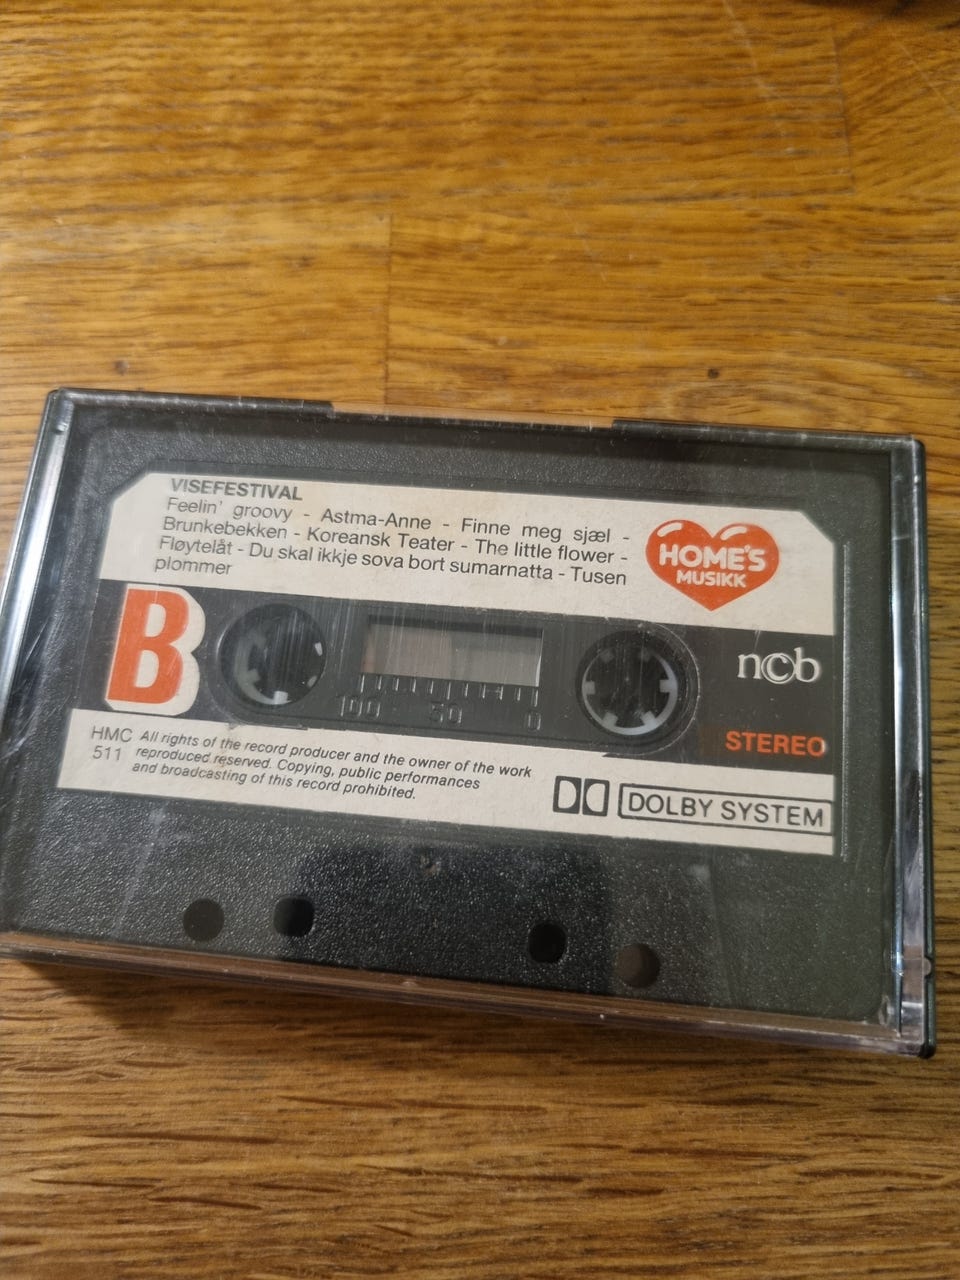 VISEFESTIVAL
Feelin' groovy - Astma-Anne - Finne meg sjæl -
Brunkebekken - Koreansk Teater - The little flower -
Fløytelåt - Du skal ikkje sova bort sumarnatta - Tusen
plommer
HOME'S
MUSIKK
B
100 50 0
ncb
STEREO
HMC
511
All rights of the record producer and the owner of the work
reproduced reserved. Copying, public performances
and broadcasting of this record prohibited.
DOLBY SYSTEM